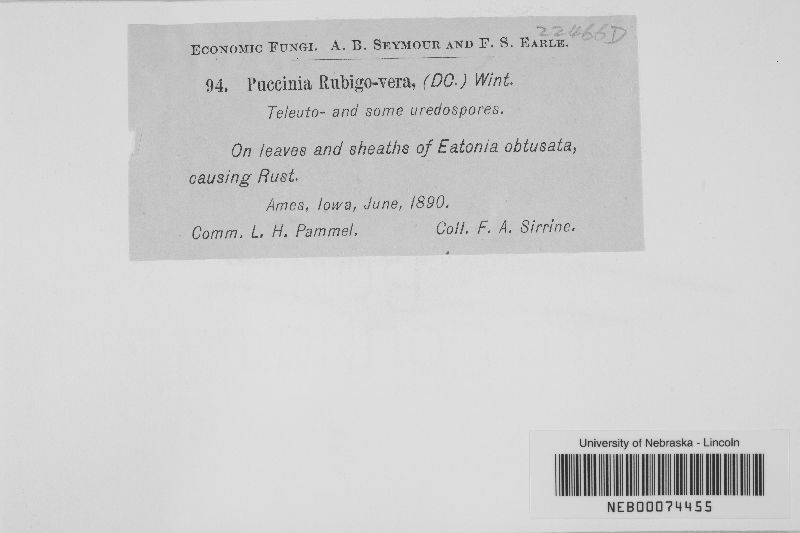 22466D
ECONOMIC FUNGI. A. B. SEYMOUR AND F. S. EARLE.
94. Puccinia Rubigo-vera, (DC.) Wint.
Teleuto- and some uredospores.
On leaves and sheaths of Eatonia obtusata,
causing Rust.
Ames, Iowa, June, 1890.
Comm. L. H. Pammel. Coll. F. A. Sirrine.
University of Nebraska - Lincoln
NEB00074455